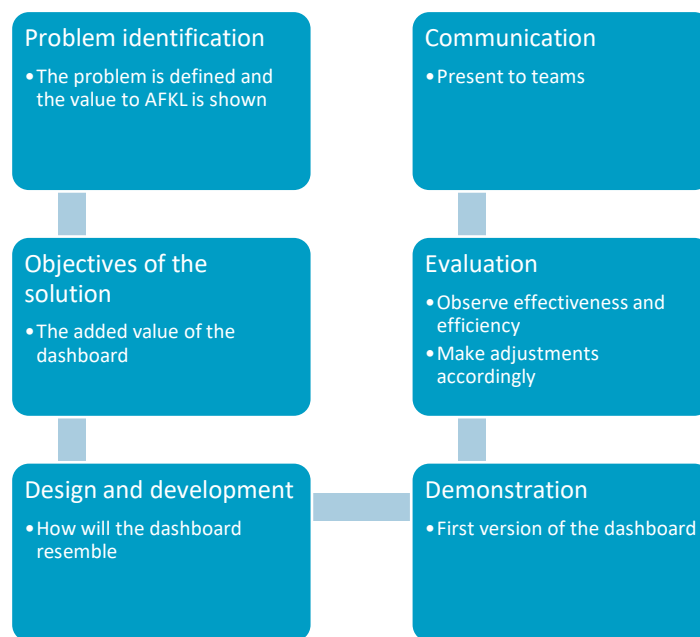 Problem identification
•The problem is defined and
the value to AFKL is shown
Objectives of the
solution
•The added value of the
dashboard
Design and development
•How will the dashboard
resemble
Demonstration
•First version of the dashboard
Evaluation
•Observe effectiveness and
efficiency
•Make adjustments
accordingly
Communication
•Present to teams